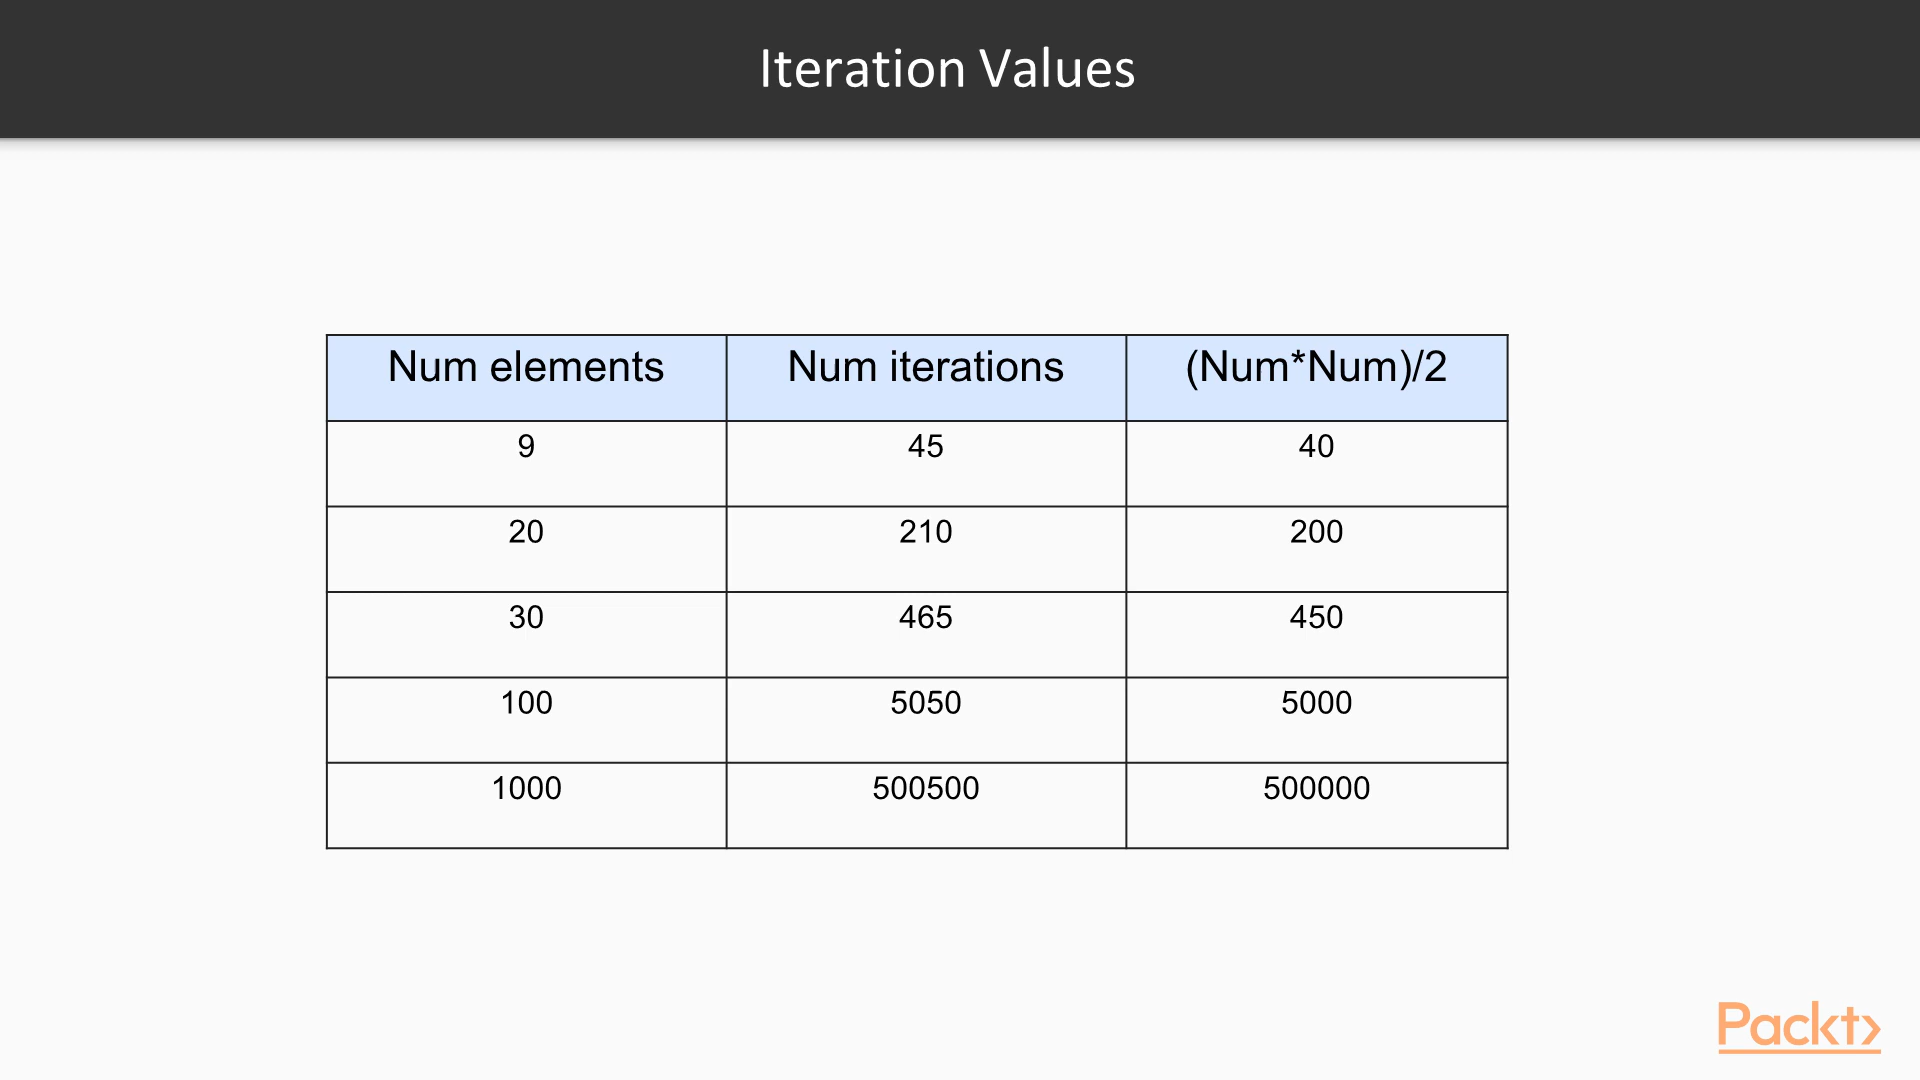 Iteration Values
Num elements Num iterations (Num*Num)/2
9 45 40
20 210 200
30 465 450
100 5050 5000
1000 500500 500000
Packt>